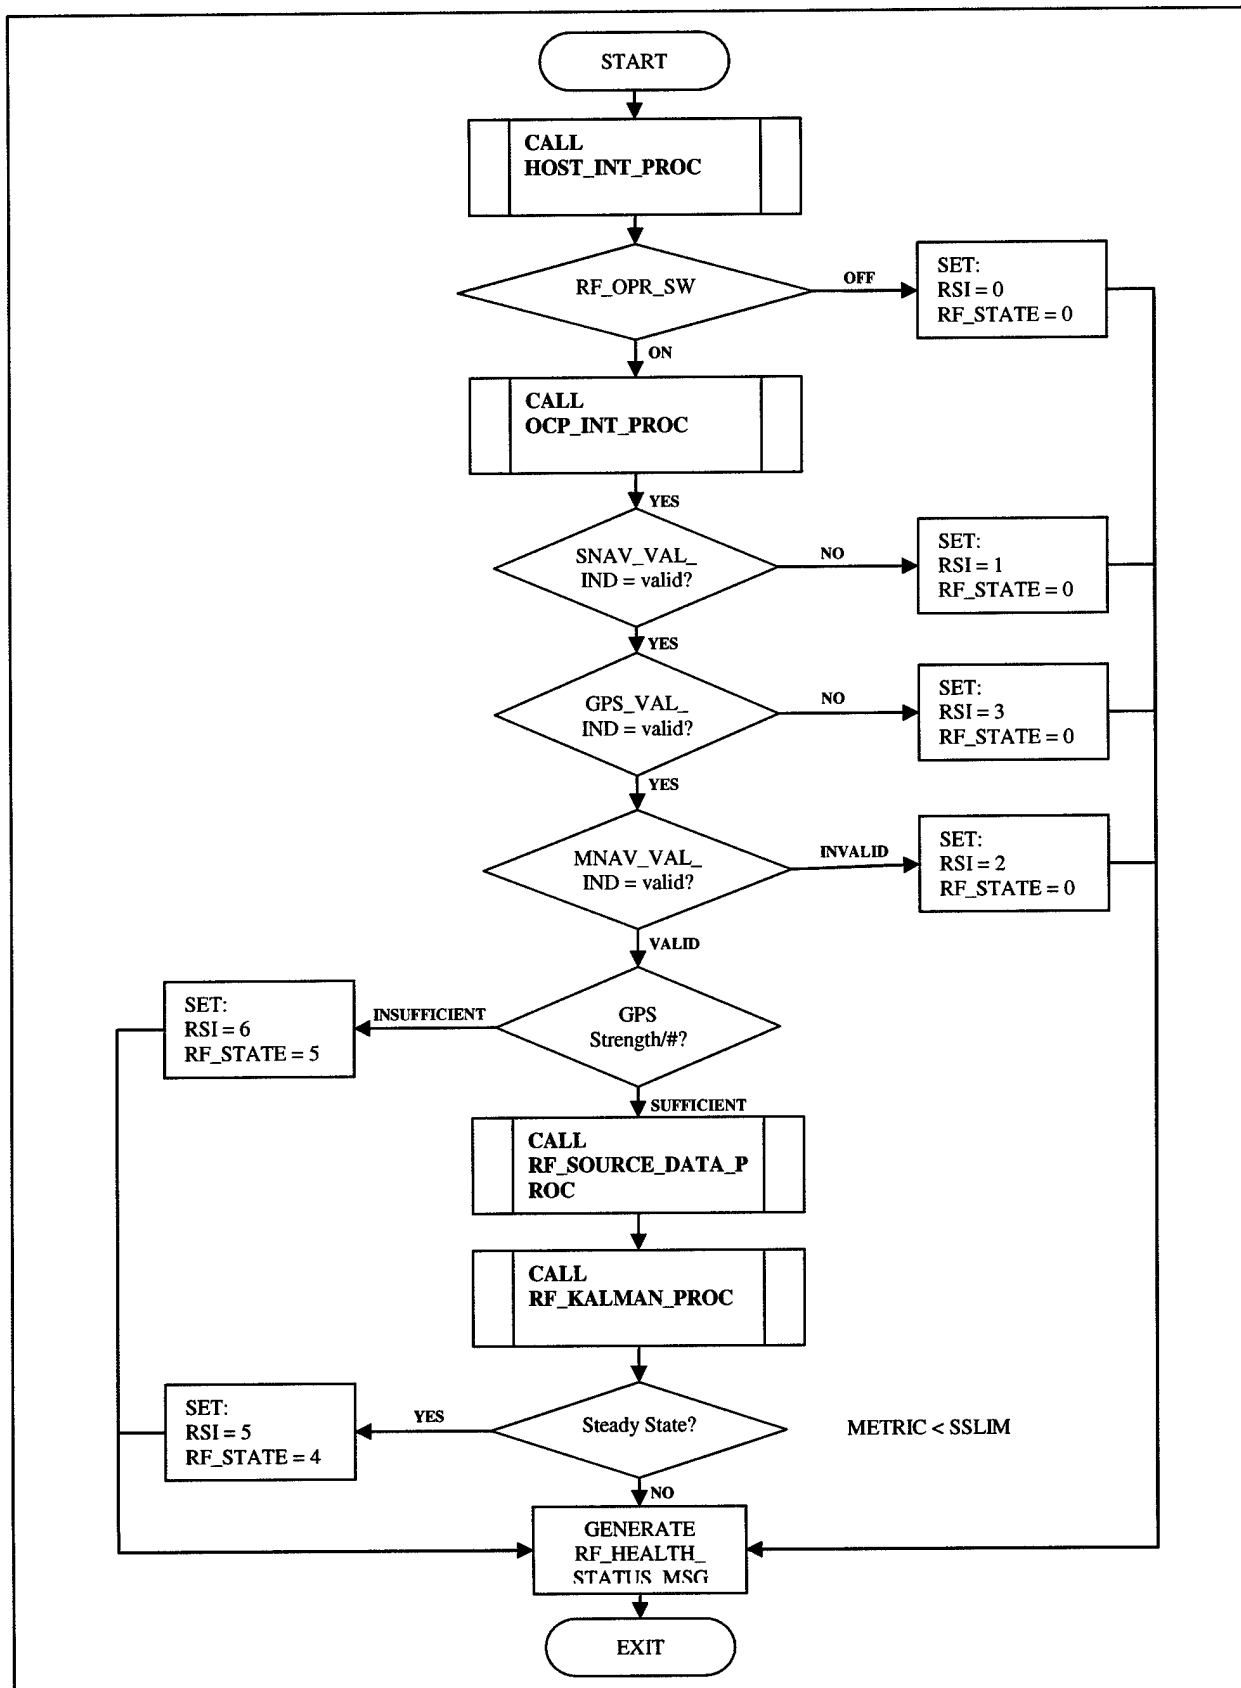 START
CALL
HOST_INT_PROC
RF_OPR_SW
OFF
SET:
RSI = 0
RF_STATE = 0
ON
CALL
OCP_INT_PROC
YES
SNAV_VAL_
IND = valid?
NO
SET:
RSI = 1
RF_STATE = 0
YES
GPS_VAL_
IND = valid?
NO
SET:
RSI = 3
RF_STATE = 0
YES
MNAV_VAL_
IND = valid?
INVALID
SET:
RSI = 2
RF_STATE = 0
VALID
GPS
Strength/#?
INSUFFICIENT
SET:
RSI = 6
RF_STATE = 5
SUFFICIENT
CALL
RF_SOURCE_DATA_P
ROC
CALL
RF_KALMAN_PROC
Steady State?
METRIC < SSLIM
YES
SET:
RSI = 5
RF_STATE = 4
NO
GENERATE
RF_HEALTH_
STATUS_MSG
EXIT